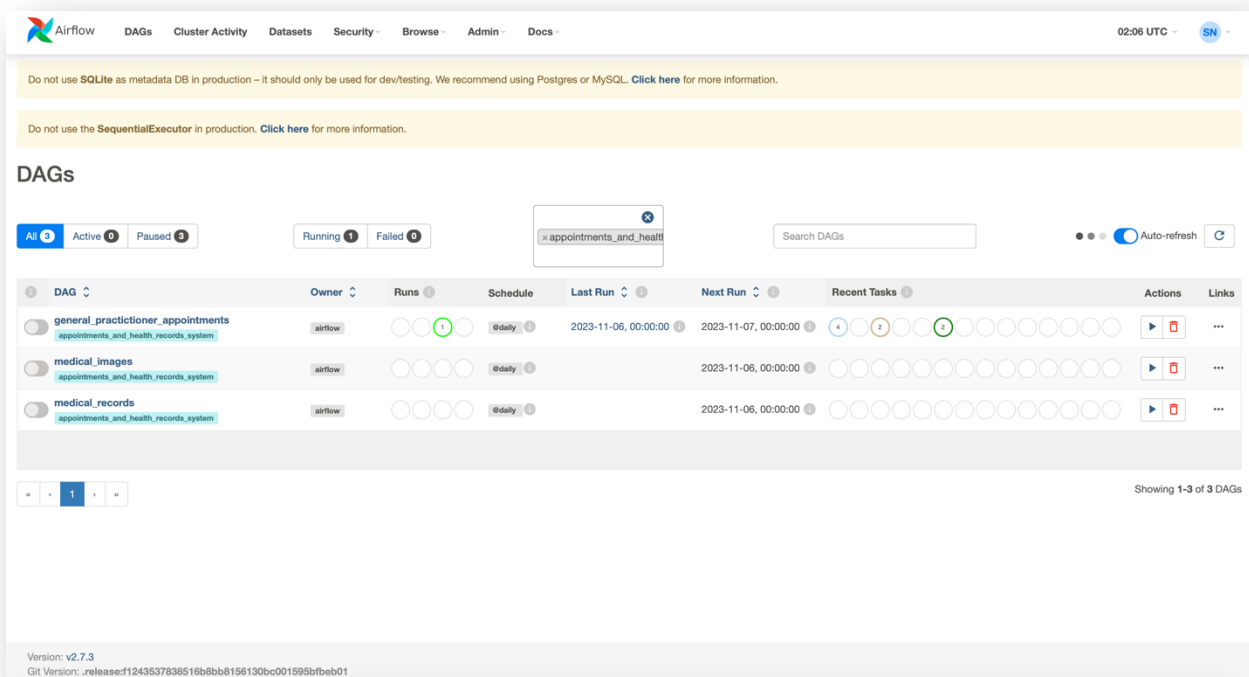 Airflow DAGs Cluster Activity Datasets Security Browse Admin Docs 02:06 UTC SN
Do not use SQLite as metadata DB in production – it should only be used for dev/testing. We recommend using Postgres or MySQL. Click here for more information.
Do not use the SequentialExecutor in production. Click here for more information.
DAGs
All 3 Active 0 Paused 3 Running 1 Failed 0 × appointments_and_healtl Search DAGs Auto-refresh
DAG Owner Runs Schedule Last Run Next Run Recent Tasks Actions Links
general_practictioner_appointments airflow 1 @daily 2023-11-06, 00:00:00 2023-11-07, 00:00:00 4 2 2
appointments_and_health_records_system
medical_images airflow @daily 2023-11-06, 00:00:00
appointments_and_health_records_system
medical_records airflow @daily 2023-11-06, 00:00:00
appointments_and_health_records_system
« ‹ 1 › » Showing 1-3 of 3 DAGs
Version: v2.7.3
Git Version: .release:f1243537838516b8bb8156130bc001595bfbeb01